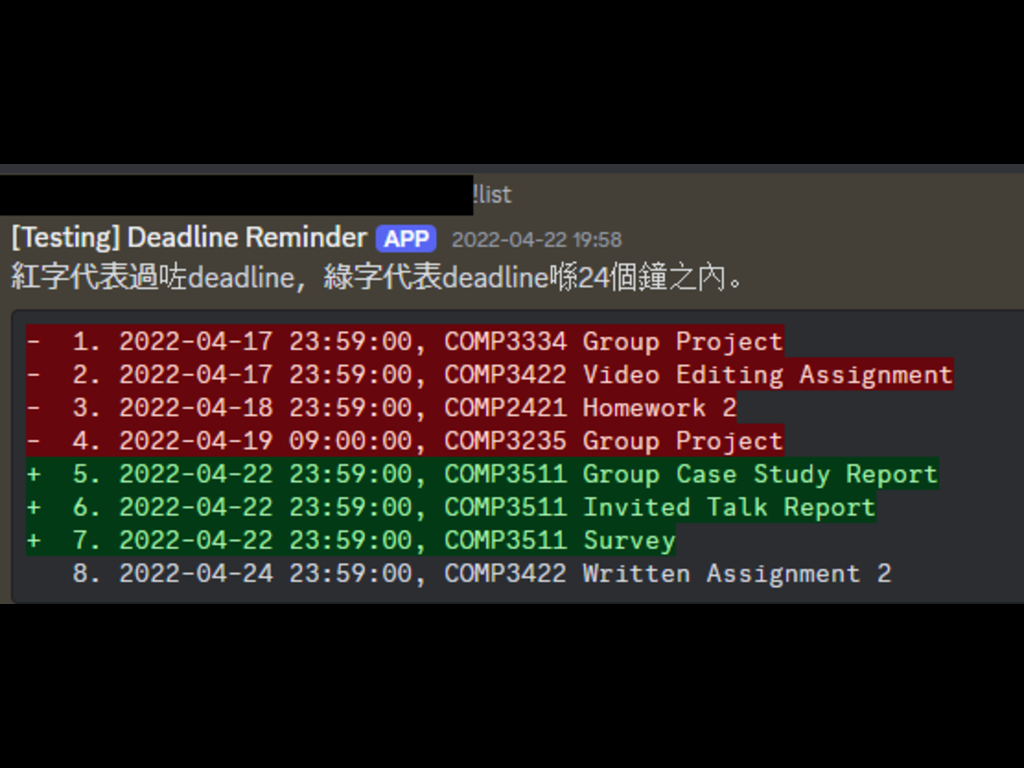 !list
[Testing] Deadline Reminder APP 2022-04-22 19:58
紅字代表過咗deadline，綠字代表deadline喺24個鐘之內。
- 1. 2022-04-17 23:59:00, COMP3334 Group Project
- 2. 2022-04-17 23:59:00, COMP3422 Video Editing Assignment
- 3. 2022-04-18 23:59:00, COMP2421 Homework 2
- 4. 2022-04-19 09:00:00, COMP3235 Group Project
+ 5. 2022-04-22 23:59:00, COMP3511 Group Case Study Report
+ 6. 2022-04-22 23:59:00, COMP3511 Invited Talk Report
+ 7. 2022-04-22 23:59:00, COMP3511 Survey
8. 2022-04-24 23:59:00, COMP3422 Written Assignment 2